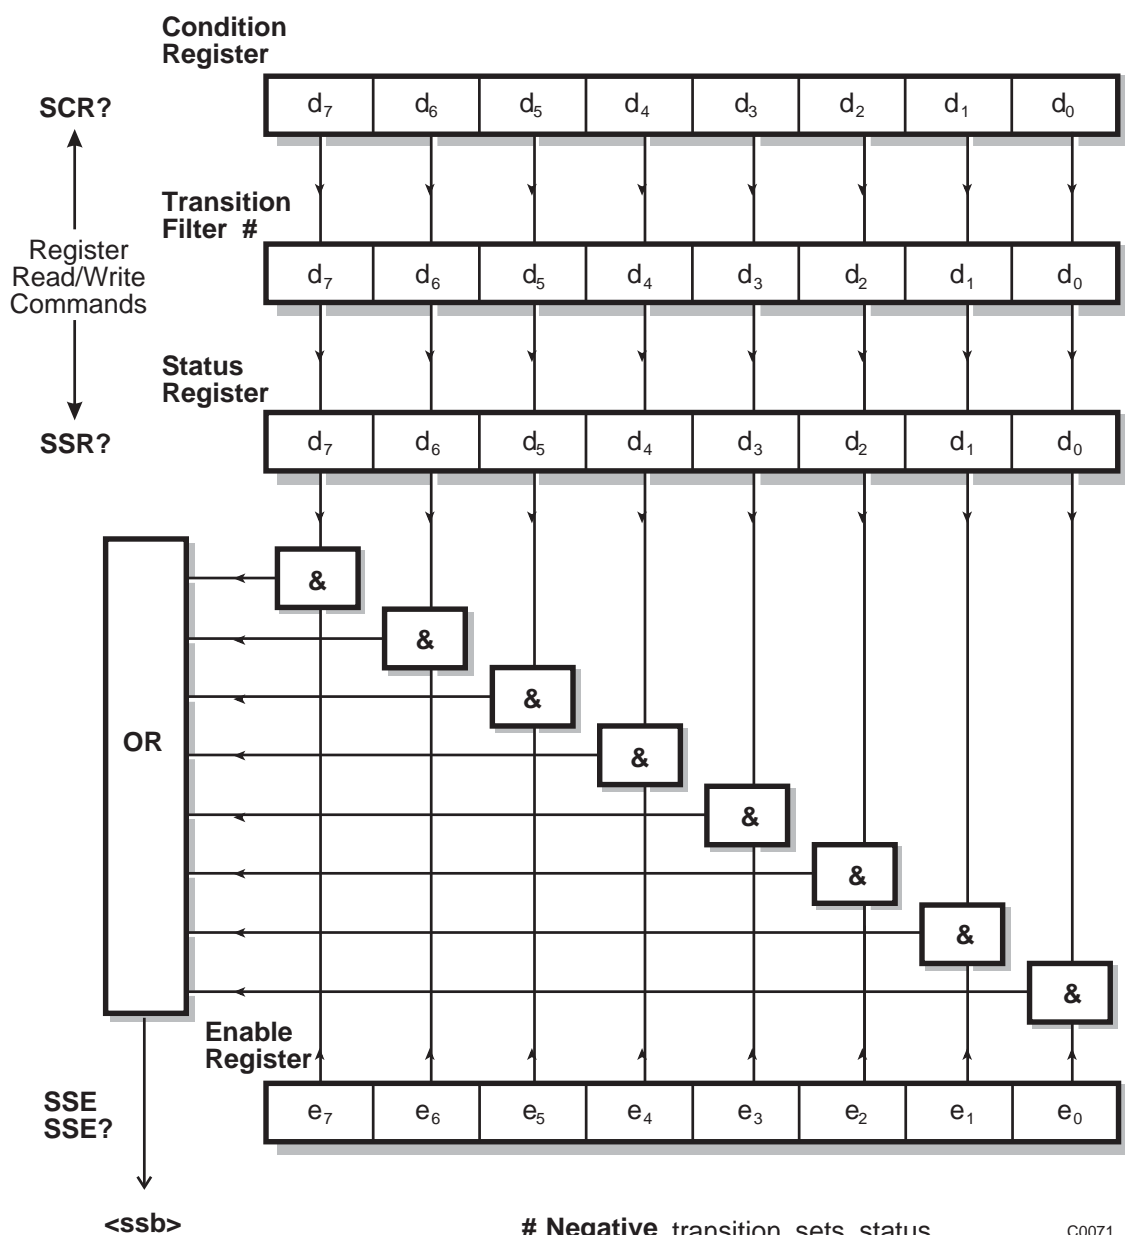 Condition
Register
SCR?
d7 d6 d5 d4 d3 d2 d1 d0
Transition
Filter #
Register
Read/Write
Commands
d7 d6 d5 d4 d3 d2 d1 d0
Status
Register
SSR?
d7 d6 d5 d4 d3 d2 d1 d0
&
&
&
OR
&
&
&
&
&
Enable
Register
SSE
SSE?
e7 e6 e5 e4 e3 e2 e1 e0
<ssb>
# Negative transition sets status
C0071